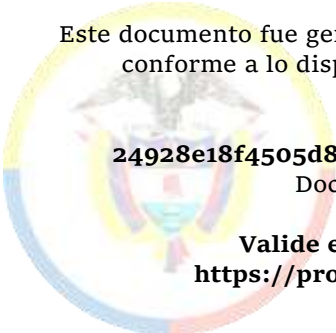 Este documento fue ge
conforme a lo disp
24928e18f4505d8
Doc
Valide e
https://pro